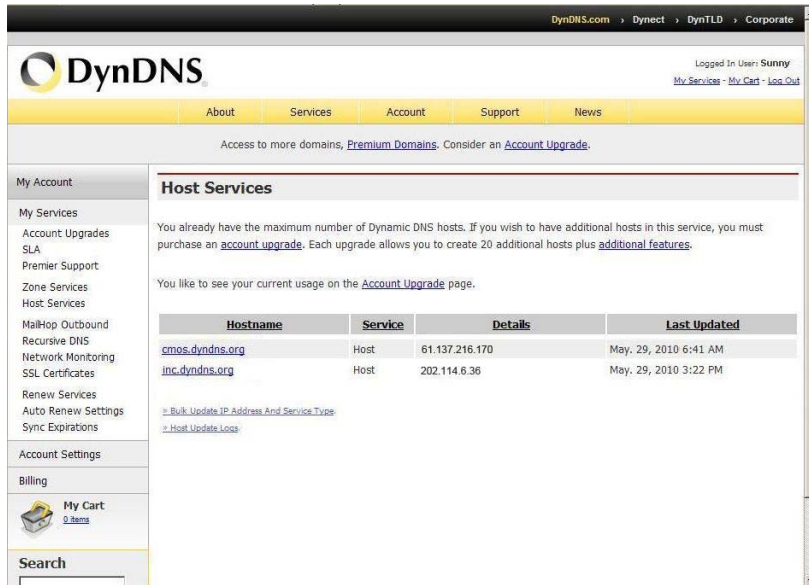 DynDNS.com › Dynect › DynTLD › Corporate
DynDNS
Logged In User: Sunny
My Services - My Cart - Log Out
About Services Account Support News
Access to more domains, Premium Domains. Consider an Account Upgrade.
My Account
My Services
Account Upgrades
SLA
Premier Support
Zone Services
Host Services
MailHop Outbound
Recursive DNS
Network Monitoring
SSL Certificates
Renew Services
Auto Renew Settings
Sync Expirations
Account Settings
Billing
My Cart
0 items
Search
Host Services
You already have the maximum number of Dynamic DNS hosts. If you wish to have additional hosts in this service, you must
purchase an account upgrade. Each upgrade allows you to create 20 additional hosts plus additional features.
You like to see your current usage on the Account Upgrade page.
Hostname Service Details Last Updated
cmos.dyndns.org Host 61.137.216.170 May. 29, 2010 6:41 AM
inc.dyndns.org Host 202.114.6.36 May. 29, 2010 3:22 PM
» Bulk Update IP Address And Service Type.
» Host Update Logs.